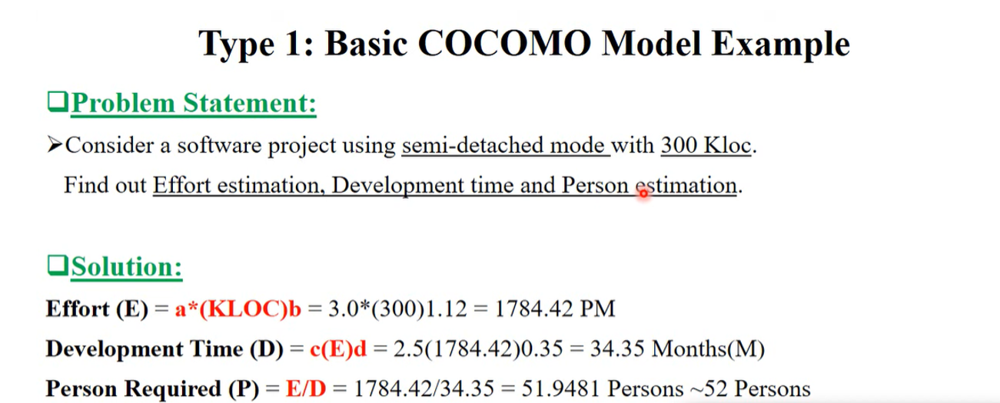 Type 1: Basic COCOMO Model Example
❑Problem Statement:
➢Consider a software project using semi-detached mode with 300 Kloc.
Find out Effort estimation, Development time and Person estimation.
❑Solution:
Effort (E) = a*(KLOC)b = 3.0*(300)1.12 = 1784.42 PM
Development Time (D) = c(E)d = 2.5(1784.42)0.35 = 34.35 Months(M)
Person Required (P) = E/D = 1784.42/34.35 = 51.9481 Persons ~52 Persons